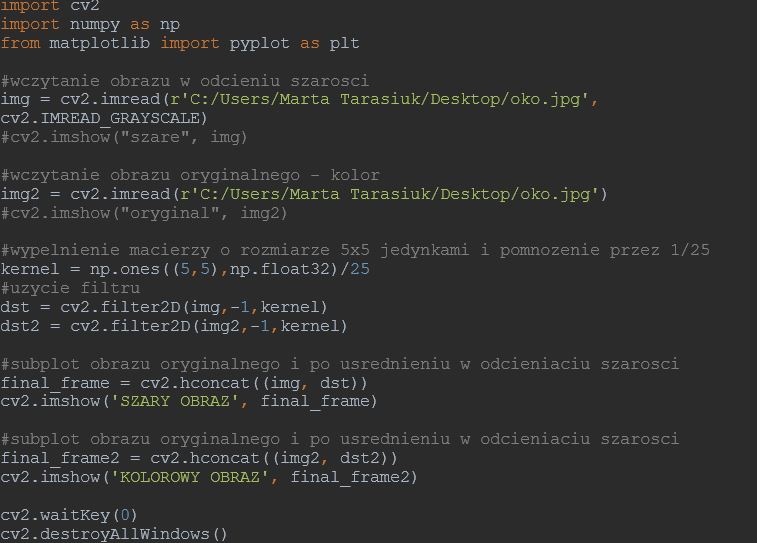 import cv2
import numpy as np
from matplotlib import pyplot as plt
#wczytanie obrazu w odcieniu szarosci
img = cv2.imread(r'C:/Users/Marta Tarasiuk/Desktop/oko.jpg',
cv2.IMREAD_GRAYSCALE)
#cv2.imshow("szare", img)
#wczytanie obrazu oryginalnego - kolor
img2 = cv2.imread(r'C:/Users/Marta Tarasiuk/Desktop/oko.jpg')
#cv2.imshow("oryginal", img2)
#wypelnienie macierzy o rozmiarze 5x5 jedynkami i pomnozenie przez 1/25
kernel = np.ones((5,5),np.float32)/25
#uzycie filtru
dst = cv2.filter2D(img,-1,kernel)
dst2 = cv2.filter2D(img2,-1,kernel)
#subplot obrazu oryginalnego i po usrednieniu w odcieniaciu szarosci
final_frame = cv2.hconcat((img, dst))
cv2.imshow('SZARY OBRAZ', final_frame)
#subplot obrazu oryginalnego i po usrednieniu w odcieniaciu szarosci
final_frame2 = cv2.hconcat((img2, dst2))
cv2.imshow('KOLOROWY OBRAZ', final_frame2)
cv2.waitKey(0)
cv2.destroyAllWindows()